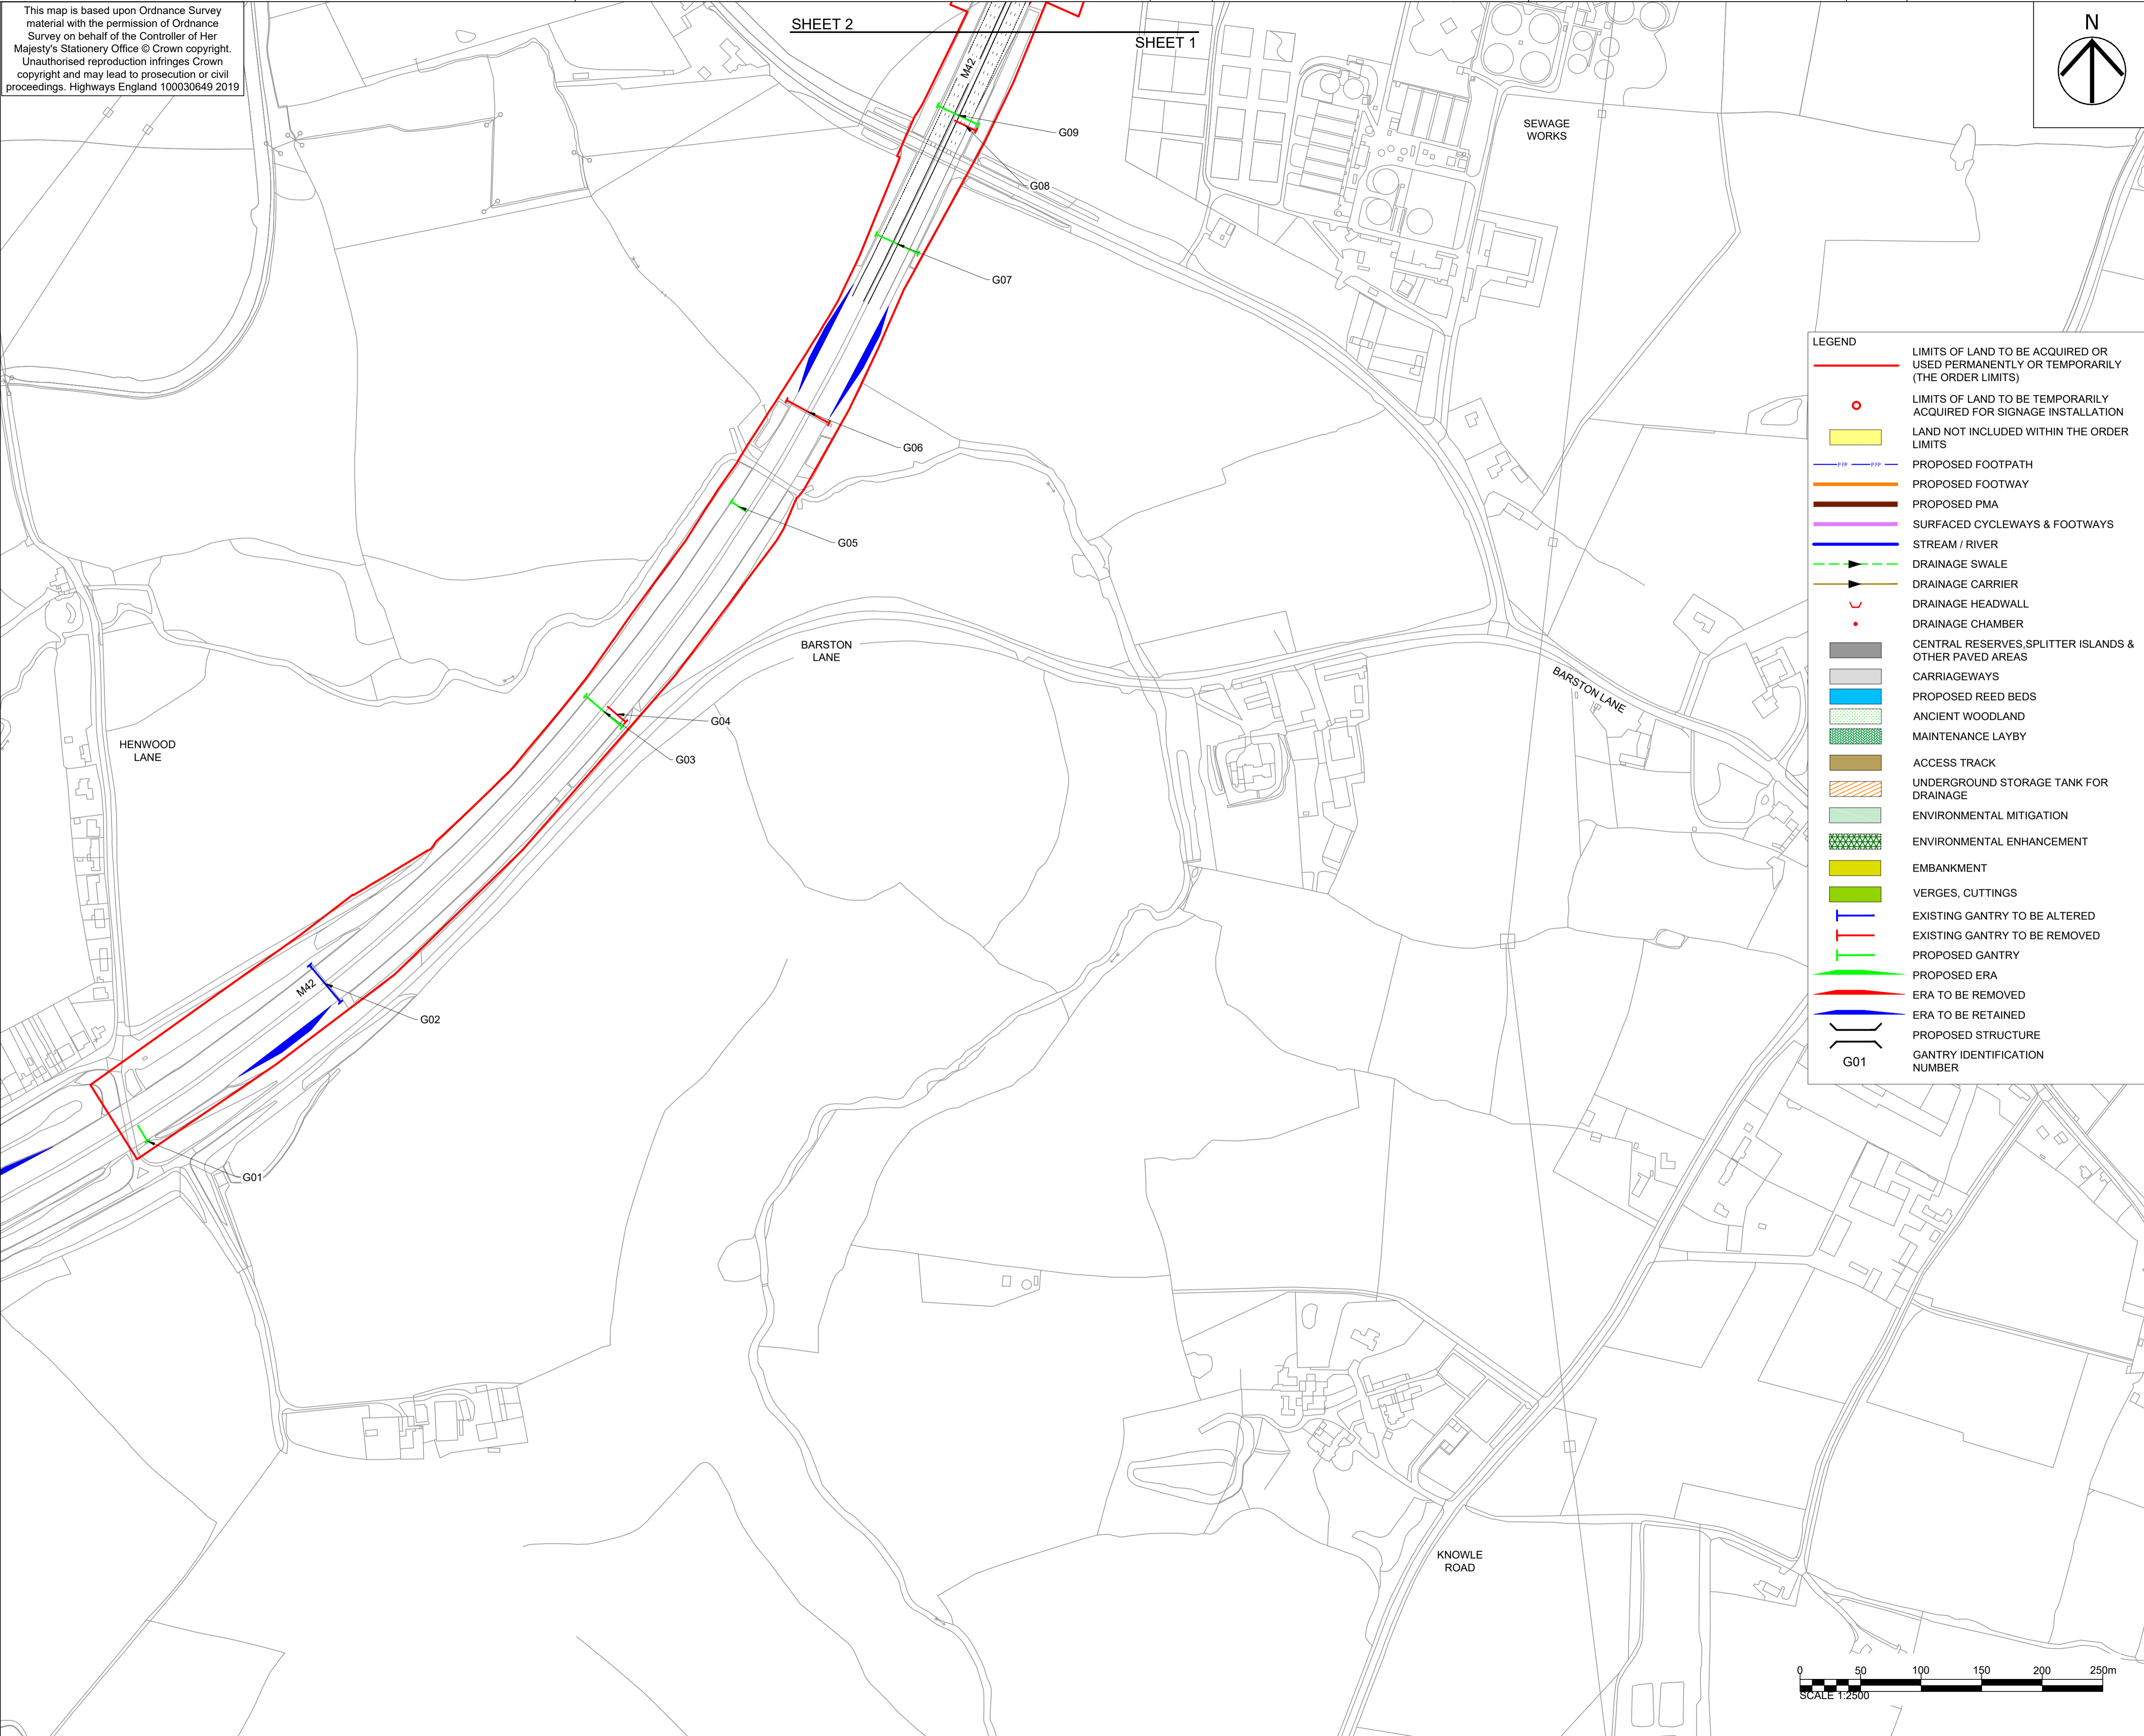 This map is based upon Ordnance Survey
material with the permission of Ordnance
Survey on behalf of the Controller of Her
Majesty's Stationery Office © Crown copyright.
Unauthorised reproduction infringes Crown
copyright and may lead to prosecution or civil
proceedings. Highways England 100030649 2019
SHEET 2
SHEET 1
N
M42
G09
SEWAGE
WORKS
G08
G07
G06
G05
BARSTON
LANE
BARSTON LANE
G04
G03
HENWOOD
LANE
M42
G02
G01
KNOWLE
ROAD
LEGEND
LIMITS OF LAND TO BE ACQUIRED OR
USED PERMANENTLY OR TEMPORARILY
(THE ORDER LIMITS)
LIMITS OF LAND TO BE TEMPORARILY
ACQUIRED FOR SIGNAGE INSTALLATION
LAND NOT INCLUDED WITHIN THE ORDER
LIMITS
P FP P FP PROPOSED FOOTPATH
PROPOSED FOOTWAY
PROPOSED PMA
SURFACED CYCLEWAYS & FOOTWAYS
STREAM / RIVER
DRAINAGE SWALE
DRAINAGE CARRIER
DRAINAGE HEADWALL
DRAINAGE CHAMBER
CENTRAL RESERVES,SPLITTER ISLANDS &
OTHER PAVED AREAS
CARRIAGEWAYS
PROPOSED REED BEDS
ANCIENT WOODLAND
MAINTENANCE LAYBY
ACCESS TRACK
UNDERGROUND STORAGE TANK FOR
DRAINAGE
ENVIRONMENTAL MITIGATION
ENVIRONMENTAL ENHANCEMENT
EMBANKMENT
VERGES, CUTTINGS
EXISTING GANTRY TO BE ALTERED
EXISTING GANTRY TO BE REMOVED
PROPOSED GANTRY
PROPOSED ERA
ERA TO BE REMOVED
ERA TO BE RETAINED
PROPOSED STRUCTURE
G01 GANTRY IDENTIFICATION
NUMBER
0 50 100 150 200 250m
SCALE 1:2500